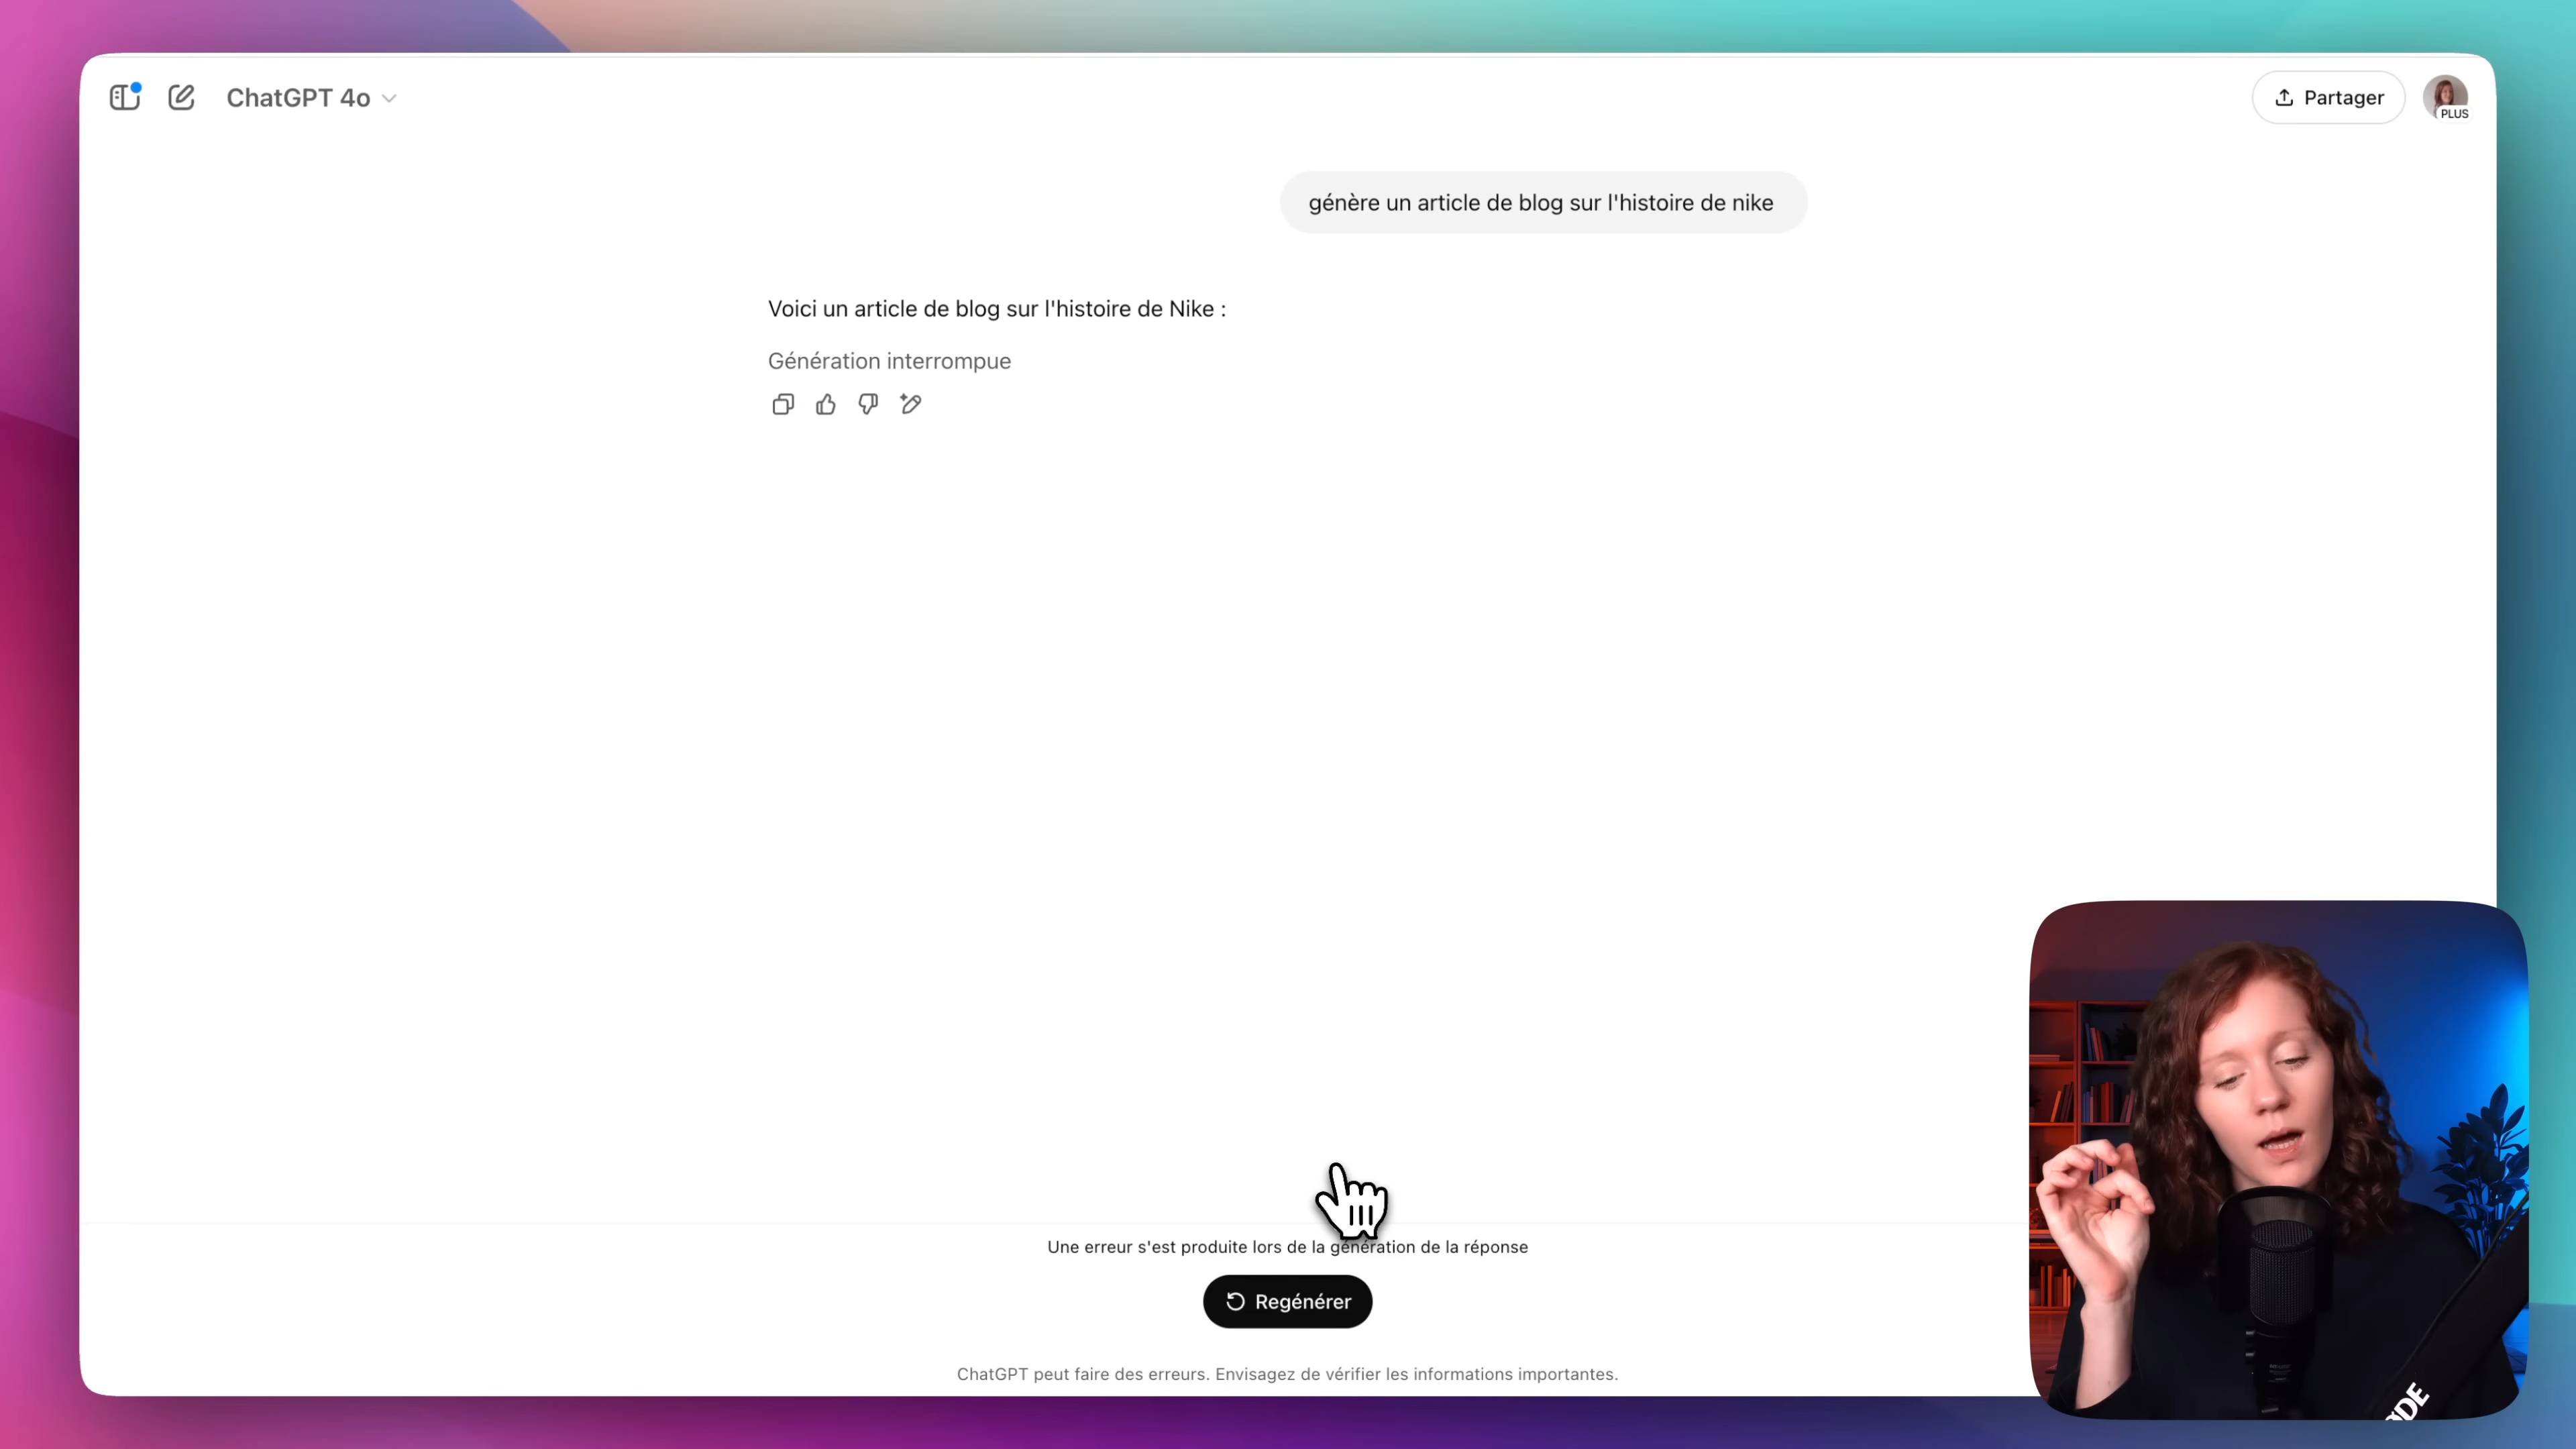 ChatGPT 4o
Partager
PLUS
génère un article de blog sur l'histoire de nike
Voici un article de blog sur l'histoire de Nike :
Génération interrompue
Une erreur s'est produite lors de la génération de la réponse
Regénérer
ChatGPT peut faire des erreurs. Envisagez de vérifier les informations importantes.